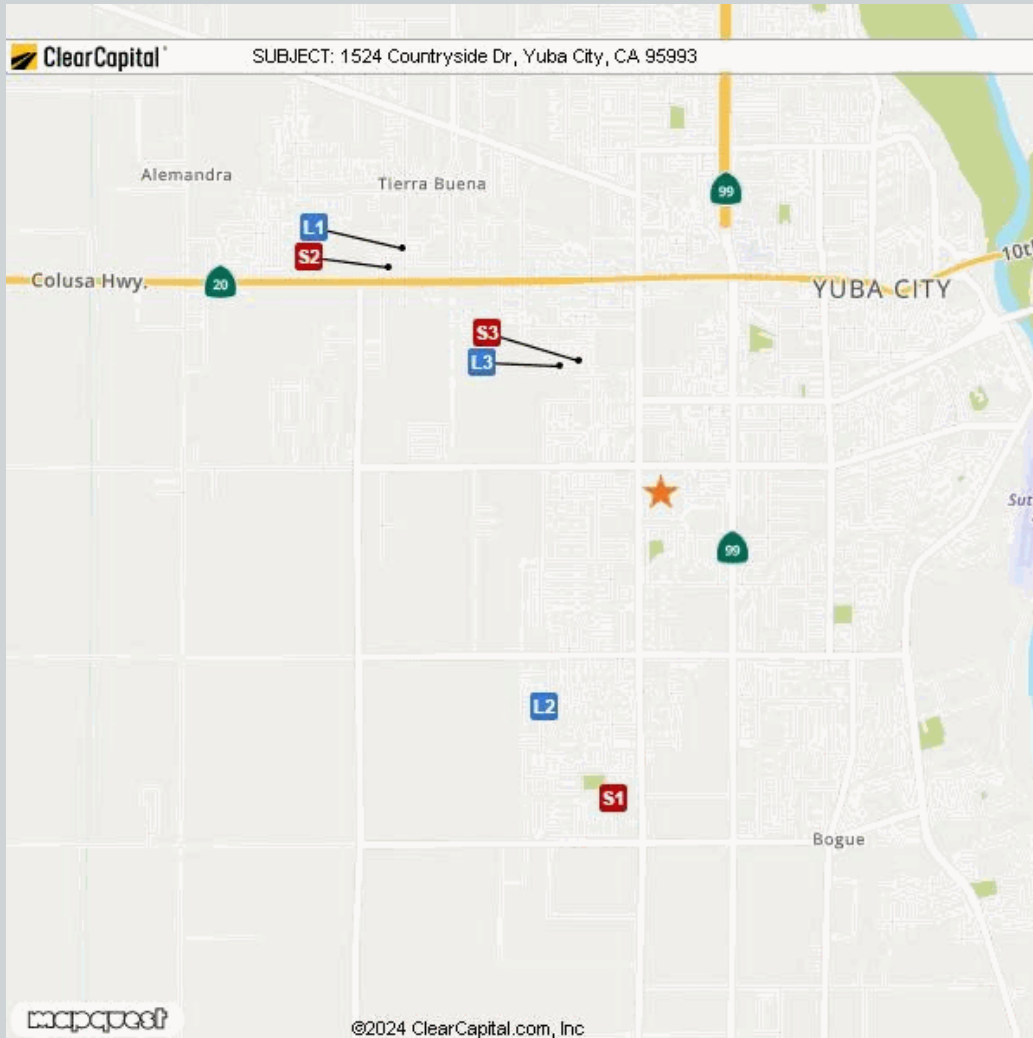 ClearCapital
SUBJECT: 1524 Countryside Dr, Yuba City, CA 95993
Alemandra
Tierra Buena
99
L1
S2
10t
Colusa Hwy.
20
YUBA CITY
S3
L3
Sut
99
L2
S1
Bogue
mapquest
©2024 ClearCapital.com, Inc